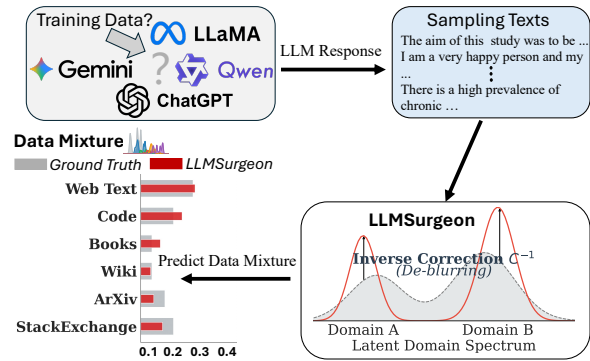 Training Data?
LLaMA
Gemini
?
Qwen
ChatGPT
LLM Response
Sampling Texts
The aim of this study was to be ...
I am a very happy person and my
...
There is a high prevalence of
chronic ...
Data Mixture
Ground Truth
LLMSurgeon
Web Text
Code
Books
Wiki
ArXiv
StackExchange
0.1 0.2 0.3 0.4
Predict Data Mixture
LLMSurgeon
Inverse Correction C⁻¹
(De-blurring)
Domain A
Domain B
Latent Domain Spectrum